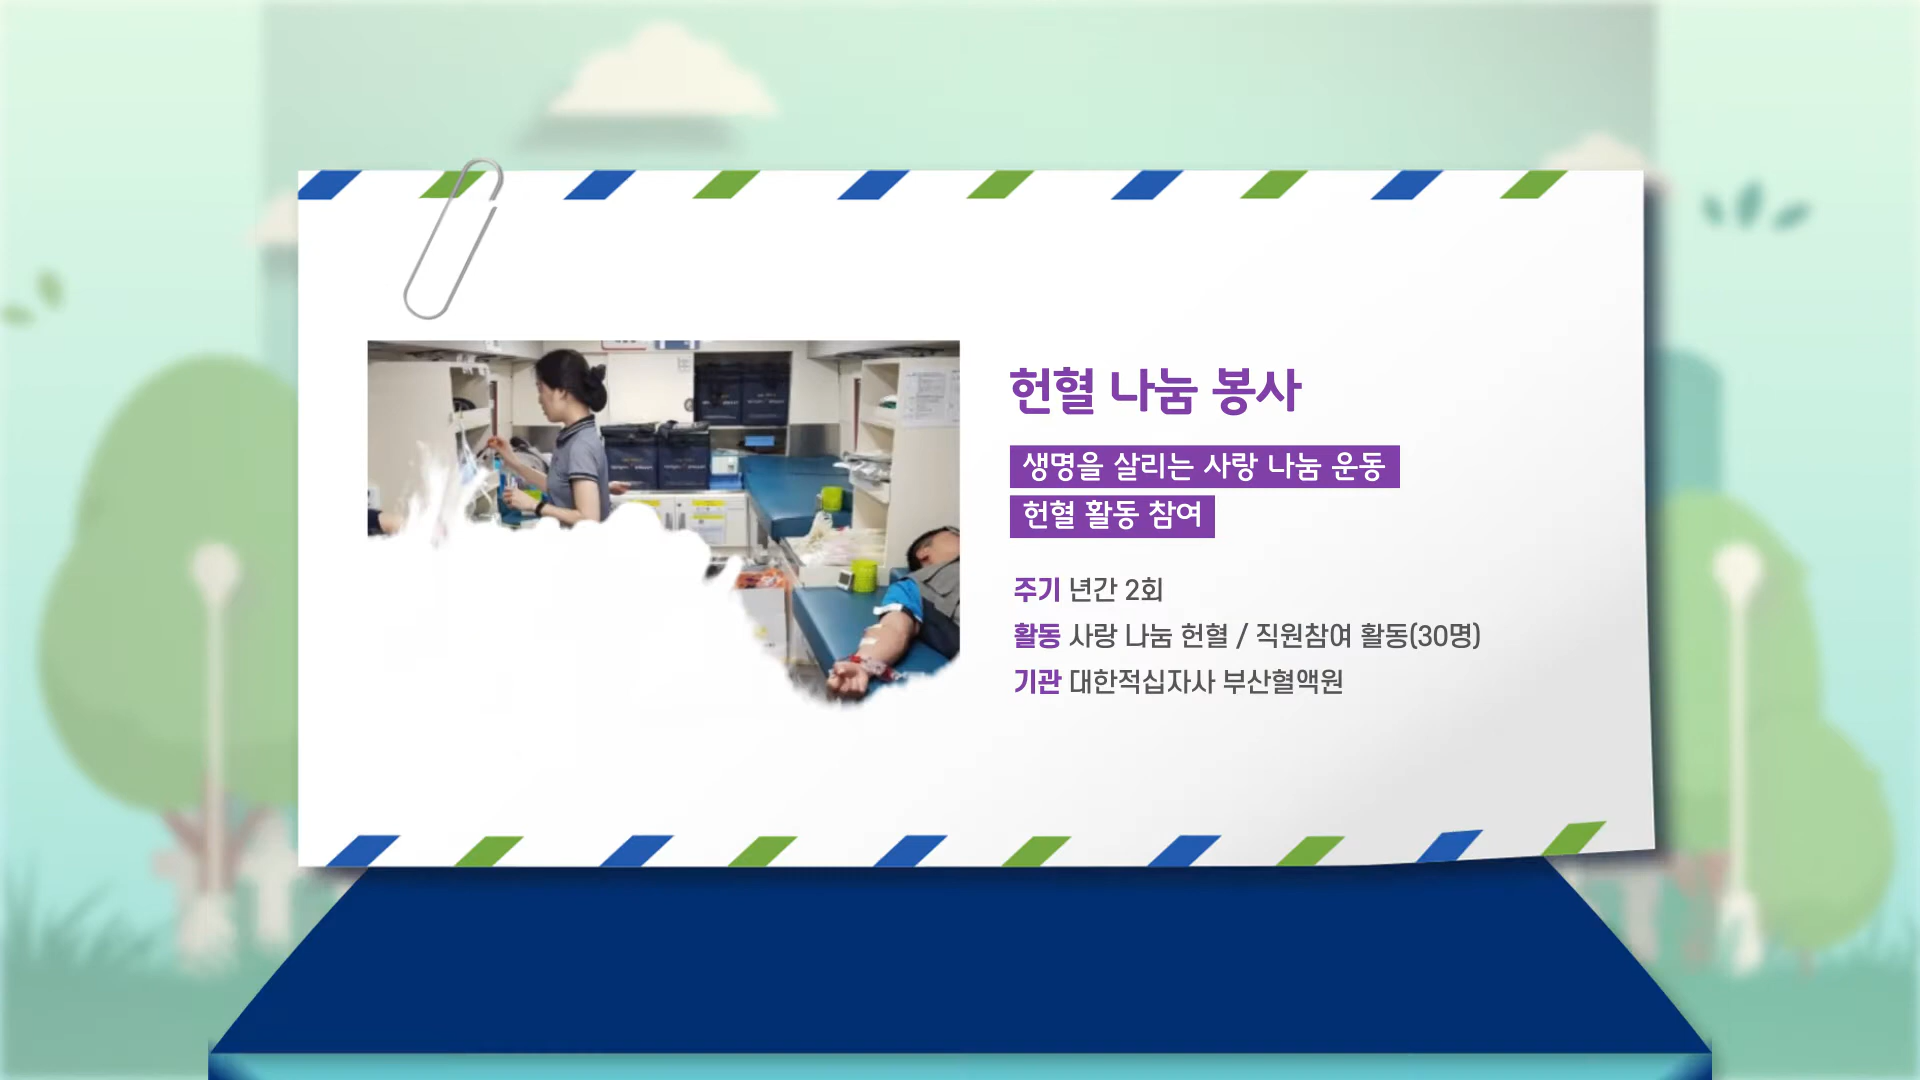 헌혈 나눔 봉사
생명을 살리는 사랑 나눔 운동
헌혈 활동 참여
주기 년간 2회
활동 사랑 나눔 헌혈 / 직원참여 활동(30명)
기관 대한적십자사 부산혈액원